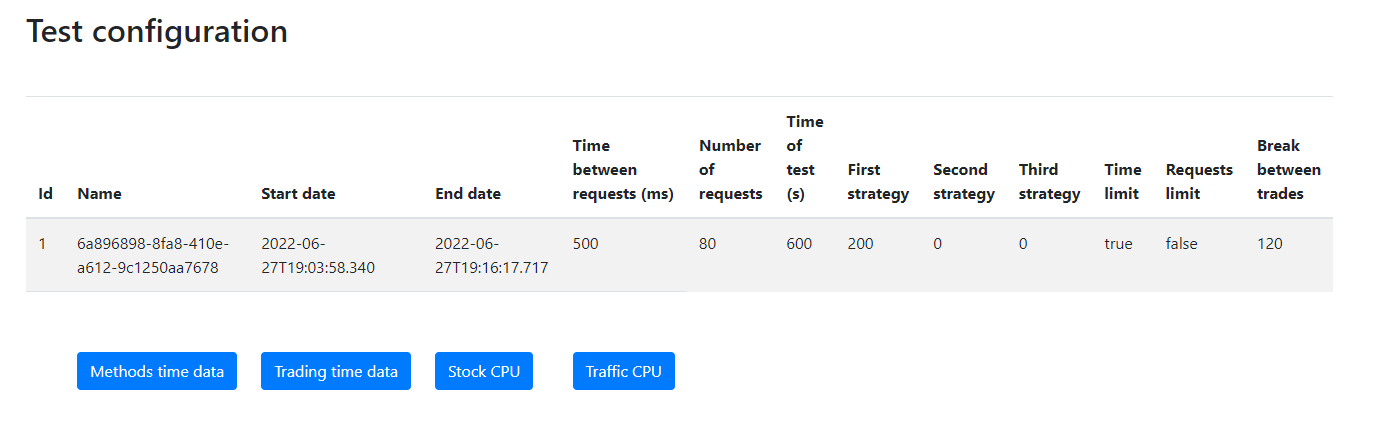 Test configuration
Id Name Start date End date Time between requests (ms) Number of requests Time of test (s) First strategy Second strategy Third strategy Time limit Requests limit Break between trades
1 6a896898-8fa8-410e-a612-9c1250aa7678 2022-06-27T19:03:58.340 2022-06-27T19:16:17.717 500 80 600 200 0 0 true false 120
Methods time data Trading time data Stock CPU Traffic CPU